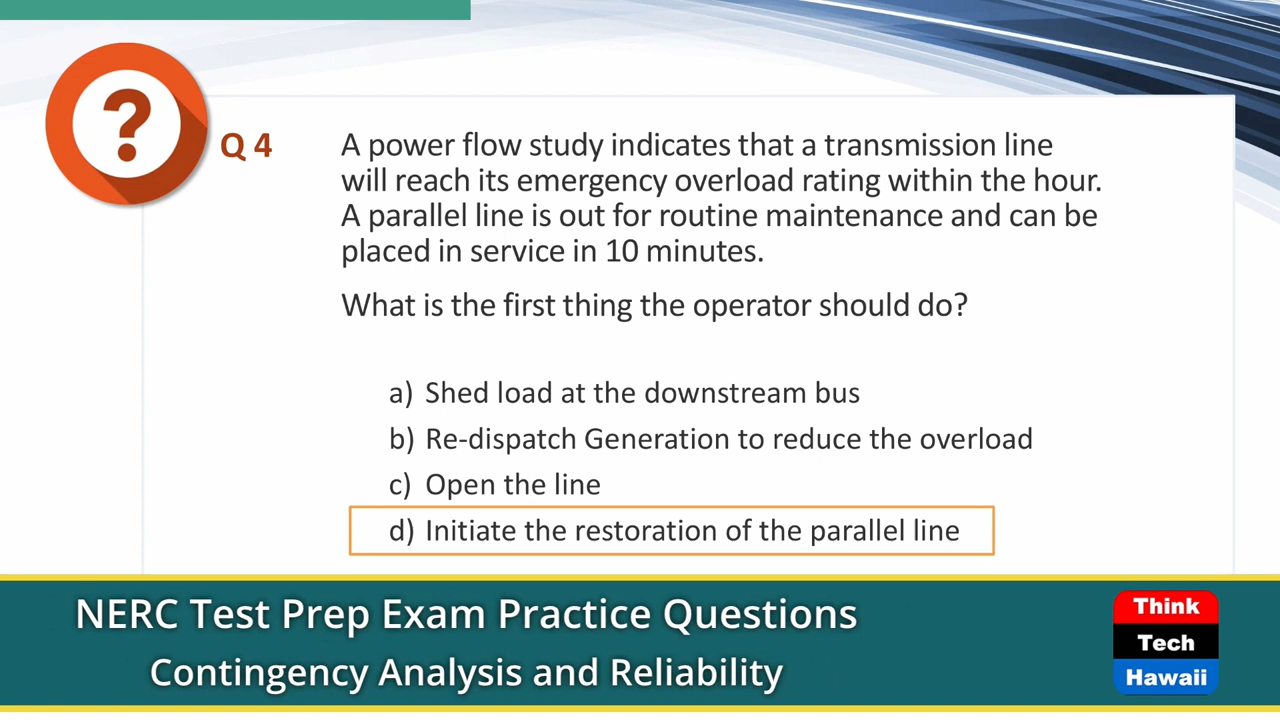 ?
Q 4
A power flow study indicates that a transmission line
will reach its emergency overload rating within the hour.
A parallel line is out for routine maintenance and can be
placed in service in 10 minutes.
What is the first thing the operator should do?
a) Shed load at the downstream bus
b) Re-dispatch Generation to reduce the overload
c) Open the line
d) Initiate the restoration of the parallel line
NERC Test Prep Exam Practice Questions
Contingency Analysis and Reliability
Think
Tech
Hawaii